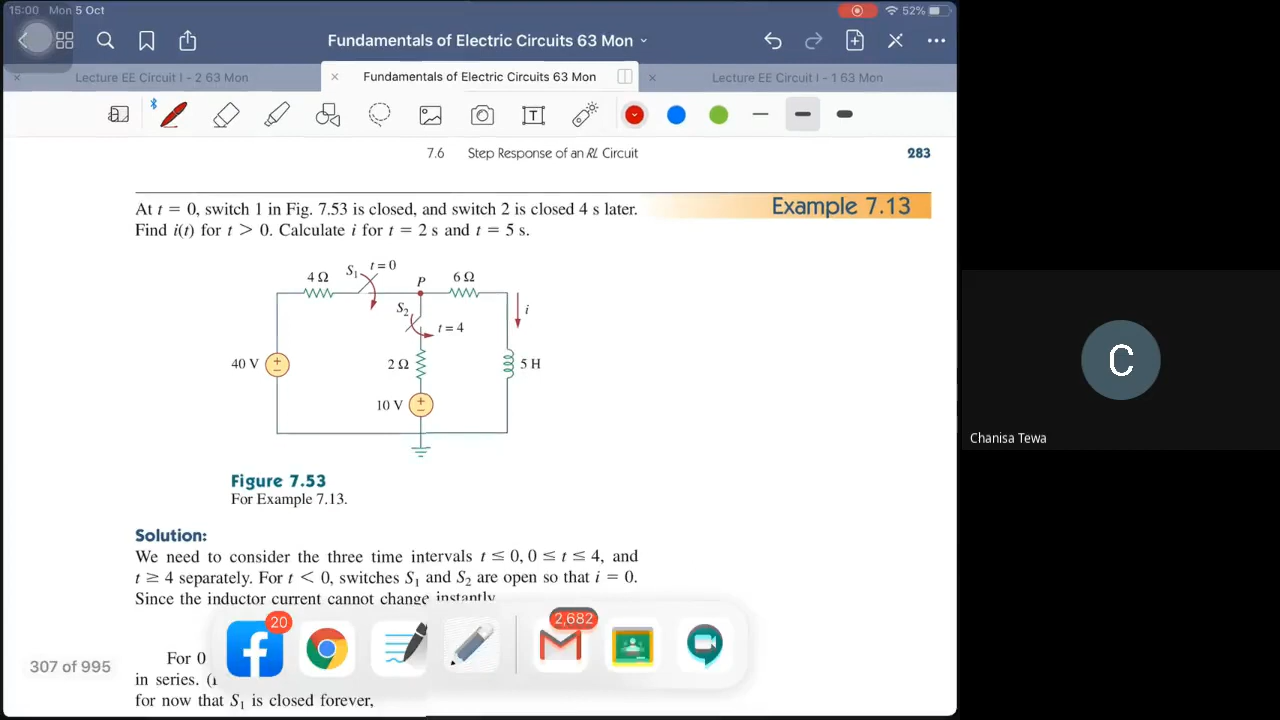 15:00 Mon 5 Oct
52%
Fundamentals of Electric Circuits 63 Mon
Lecture EE Circuit I - 2 63 Mon
Fundamentals of Electric Circuits 63 Mon
Lecture EE Circuit I - 1 63 Mon
7.6 Step Response of an RL Circuit
283
At t = 0, switch 1 in Fig. 7.53 is closed, and switch 2 is closed 4 s later.
Find i(t) for t > 0. Calculate i for t = 2 s and t = 5 s.
Example 7.13
4 Ω
S₁
t = 0
P
6 Ω
S₂
t = 4
i
40 V
2 Ω
5 H
10 V
Figure 7.53
For Example 7.13.
Solution:
We need to consider the three time intervals t ≤ 0, 0 ≤ t ≤ 4, and
t ≥ 4 separately. For t < 0, switches S₁ and S₂ are open so that i = 0.
Since the inductor current cannot change instantly,
For 0
in series. (
for now that S₁ is closed forever,
307 of 995
20
2,682
C
Chanisa Tewa